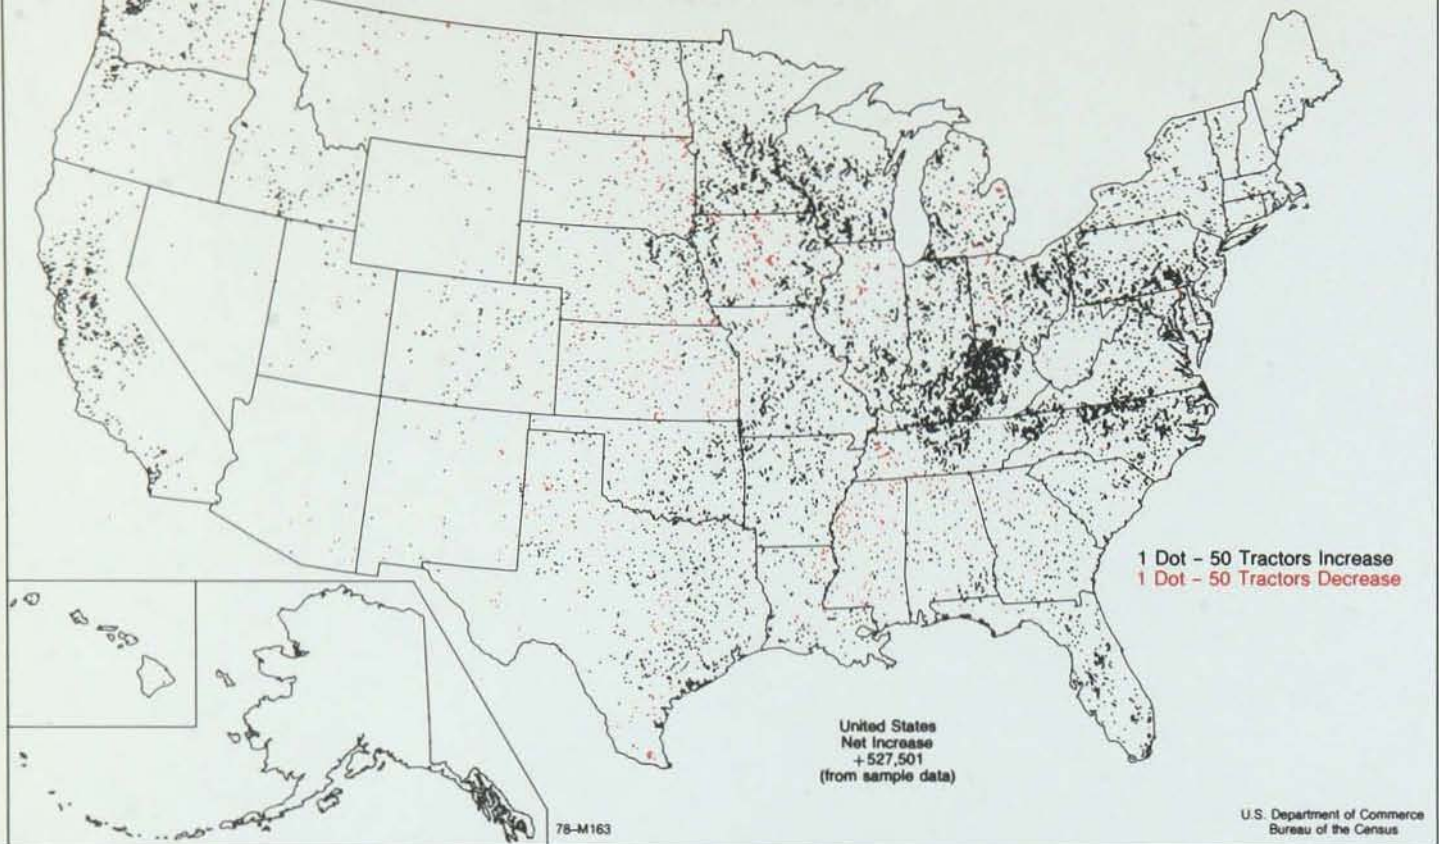 1 Dot – 50 Tractors Increase
1 Dot – 50 Tractors Decrease
United States
Net Increase
+527,501
(from sample data)
78–M163
U.S. Department of Commerce
Bureau of the Census